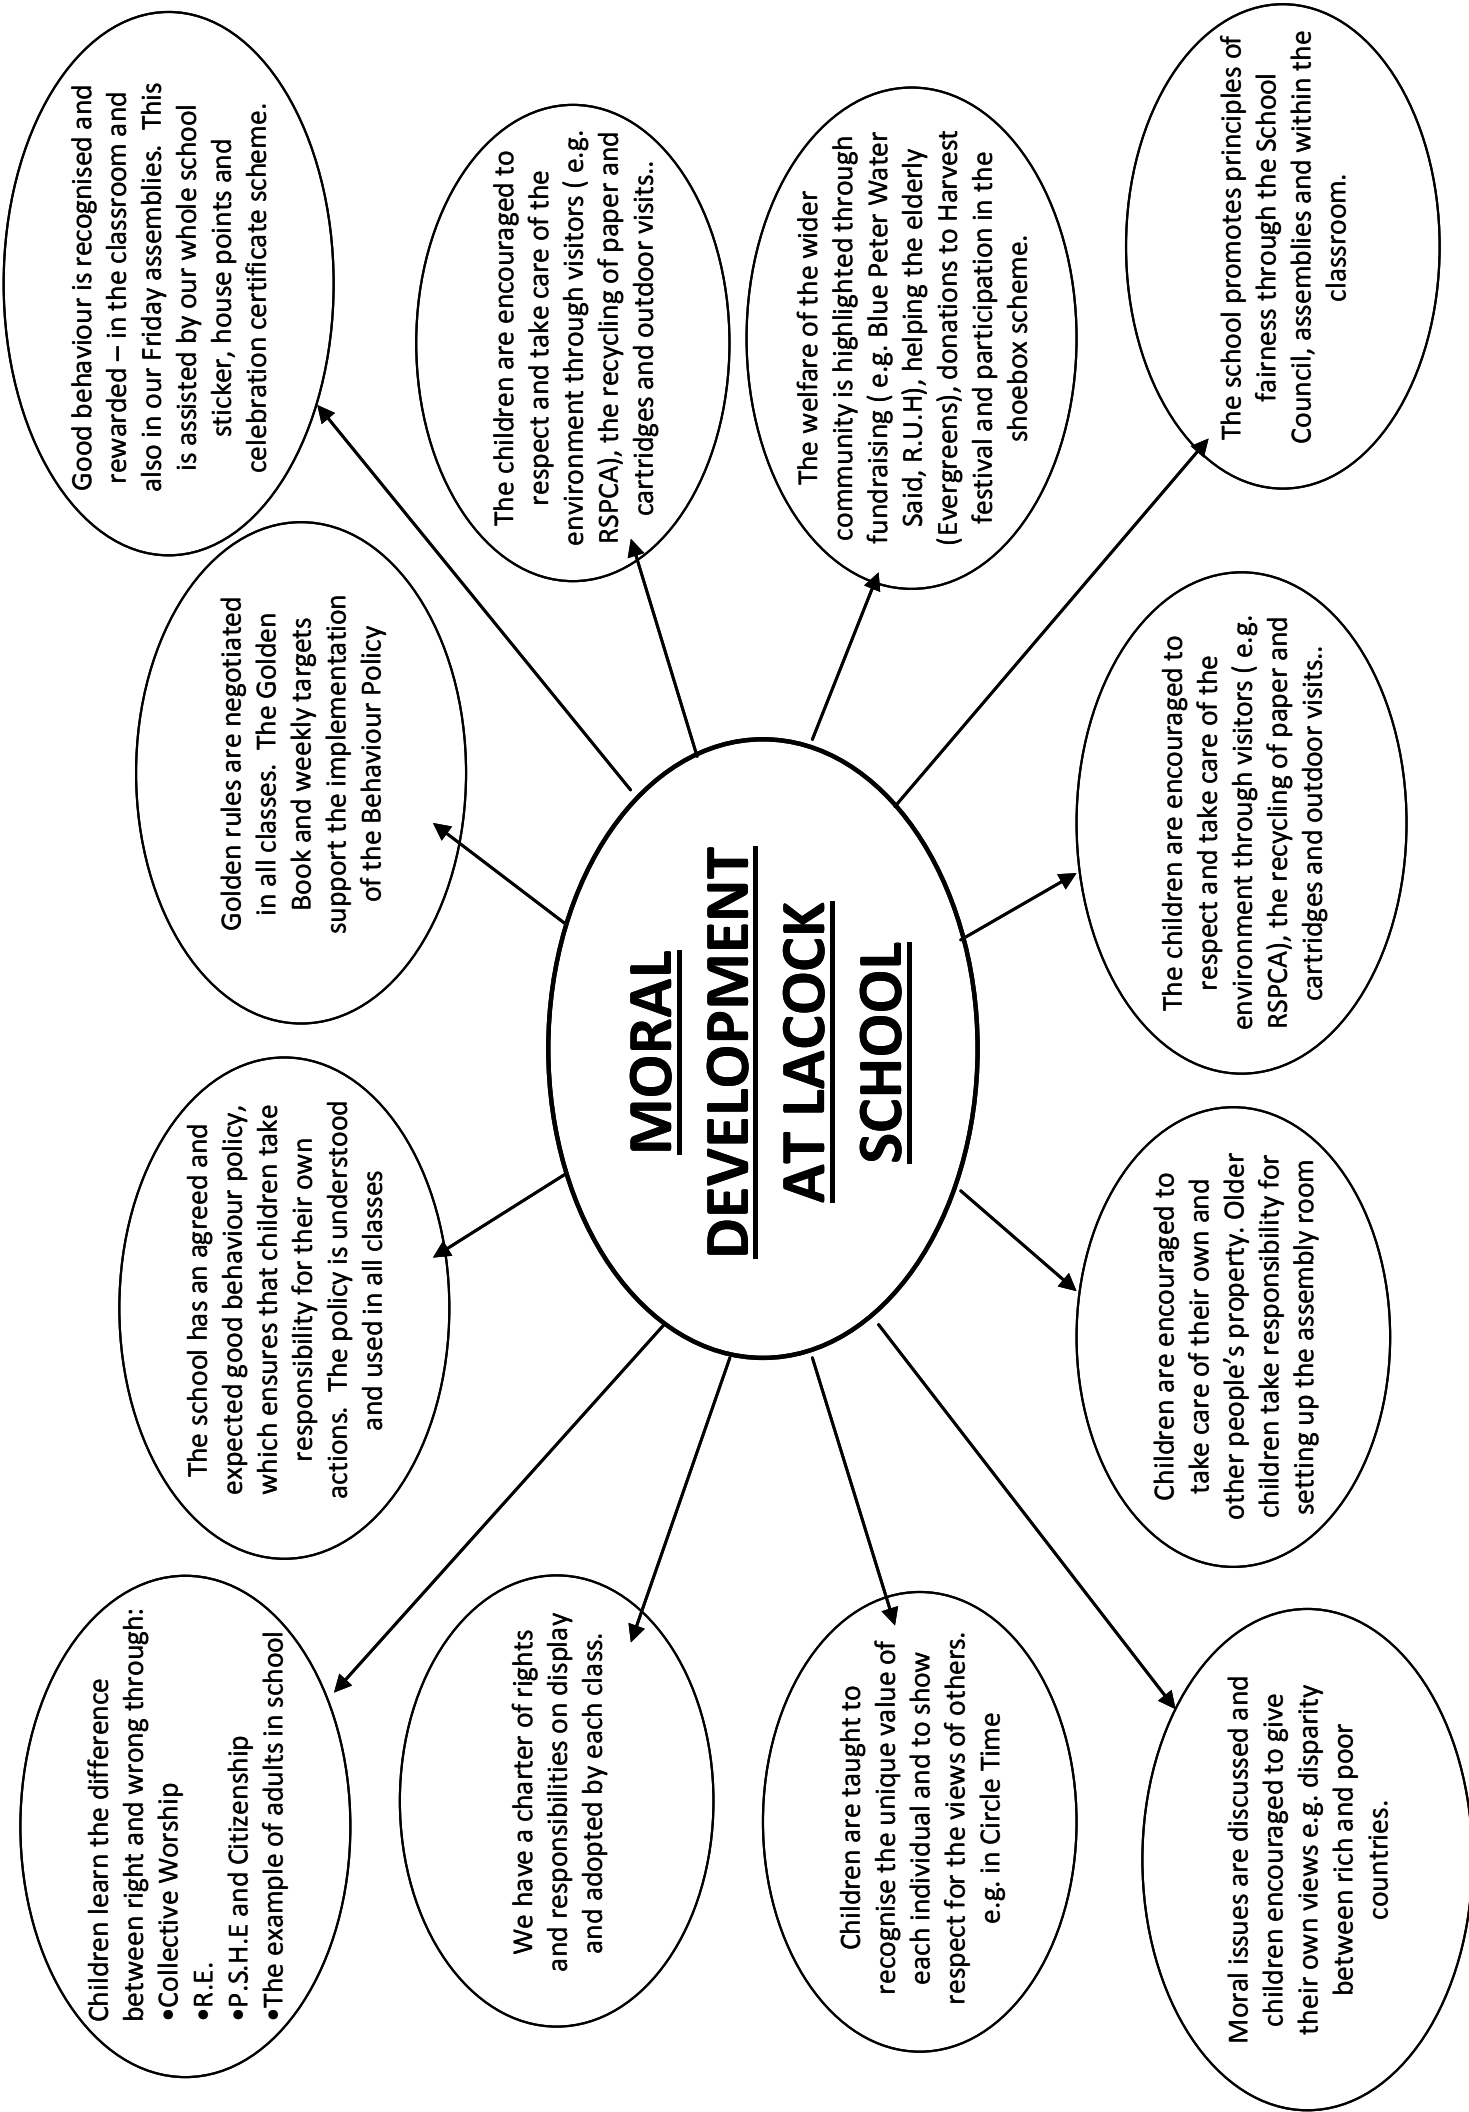 Children learn the difference
between right and wrong through:
•Collective Worship
•R.E.
•P.S.H.E and Citizenship
•The example of adults in school
The school has an agreed and
expected good behaviour policy,
which ensures that children take
responsibility for their own
actions.  The policy is understood
and used in all classes
Golden rules are negotiated
in all classes.  The Golden
Book and weekly targets
support the implementation
of the Behaviour Policy
Good behaviour is recognised and
rewarded – in the classroom and
also in our Friday assemblies.  This
is assisted by our whole school
sticker, house points and
celebration certificate scheme.
We have a charter of rights
and responsibilities on display
and adopted by each class.
MORAL
DEVELOPMENT
AT LACOCK
SCHOOL
The children are encouraged to
respect and take care of the
environment through visitors ( e.g.
RSPCA), the recycling of paper and
cartridges and outdoor visits..
Children are taught to
recognise the unique value of
each individual and to show
respect for the views of others.
e.g. in Circle Time
The welfare of the wider
community is highlighted through
fundraising ( e.g. Blue Peter Water
Said, R.U.H), helping the elderly
(Evergreens), donations to Harvest
festival and participation in the
shoebox scheme.
Moral issues are discussed and
children encouraged to give
their own views e.g. disparity
between rich and poor
countries.
Children are encouraged to
take care of their own and
other people’s property. Older
children take responsibility for
setting up the assembly room
The children are encouraged to
respect and take care of the
environment through visitors ( e.g.
RSPCA), the recycling of paper and
cartridges and outdoor visits..
The school promotes principles of
fairness through the School
Council, assemblies and within the
classroom.